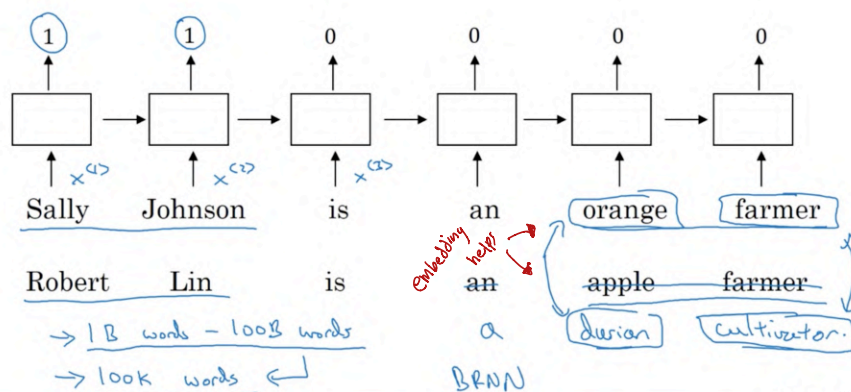 1 1 0 0 0 0
x<1> x<2> x<3>
Sally Johnson is an orange farmer
embedding helps
Robert Lin is an apple farmer
→ 1B words - 100B words a durian cultivator.
→ 100K words BRNN